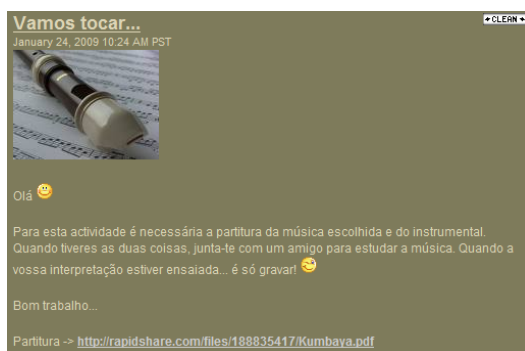 Vamos tocar...
CLEAN
January 24, 2009 10:24 AM PST
Olá
Para esta actividade é necessária a partitura da música escolhida e do instrumental.
Quando tiveres as duas coisas, junta-te com um amigo para estudar a música. Quando a
vossa interpretação estiver ensaiada... é só gravar!
Bom trabalho...
Partitura -> http://rapidshare.com/files/188835417/Kumbaya.pdf